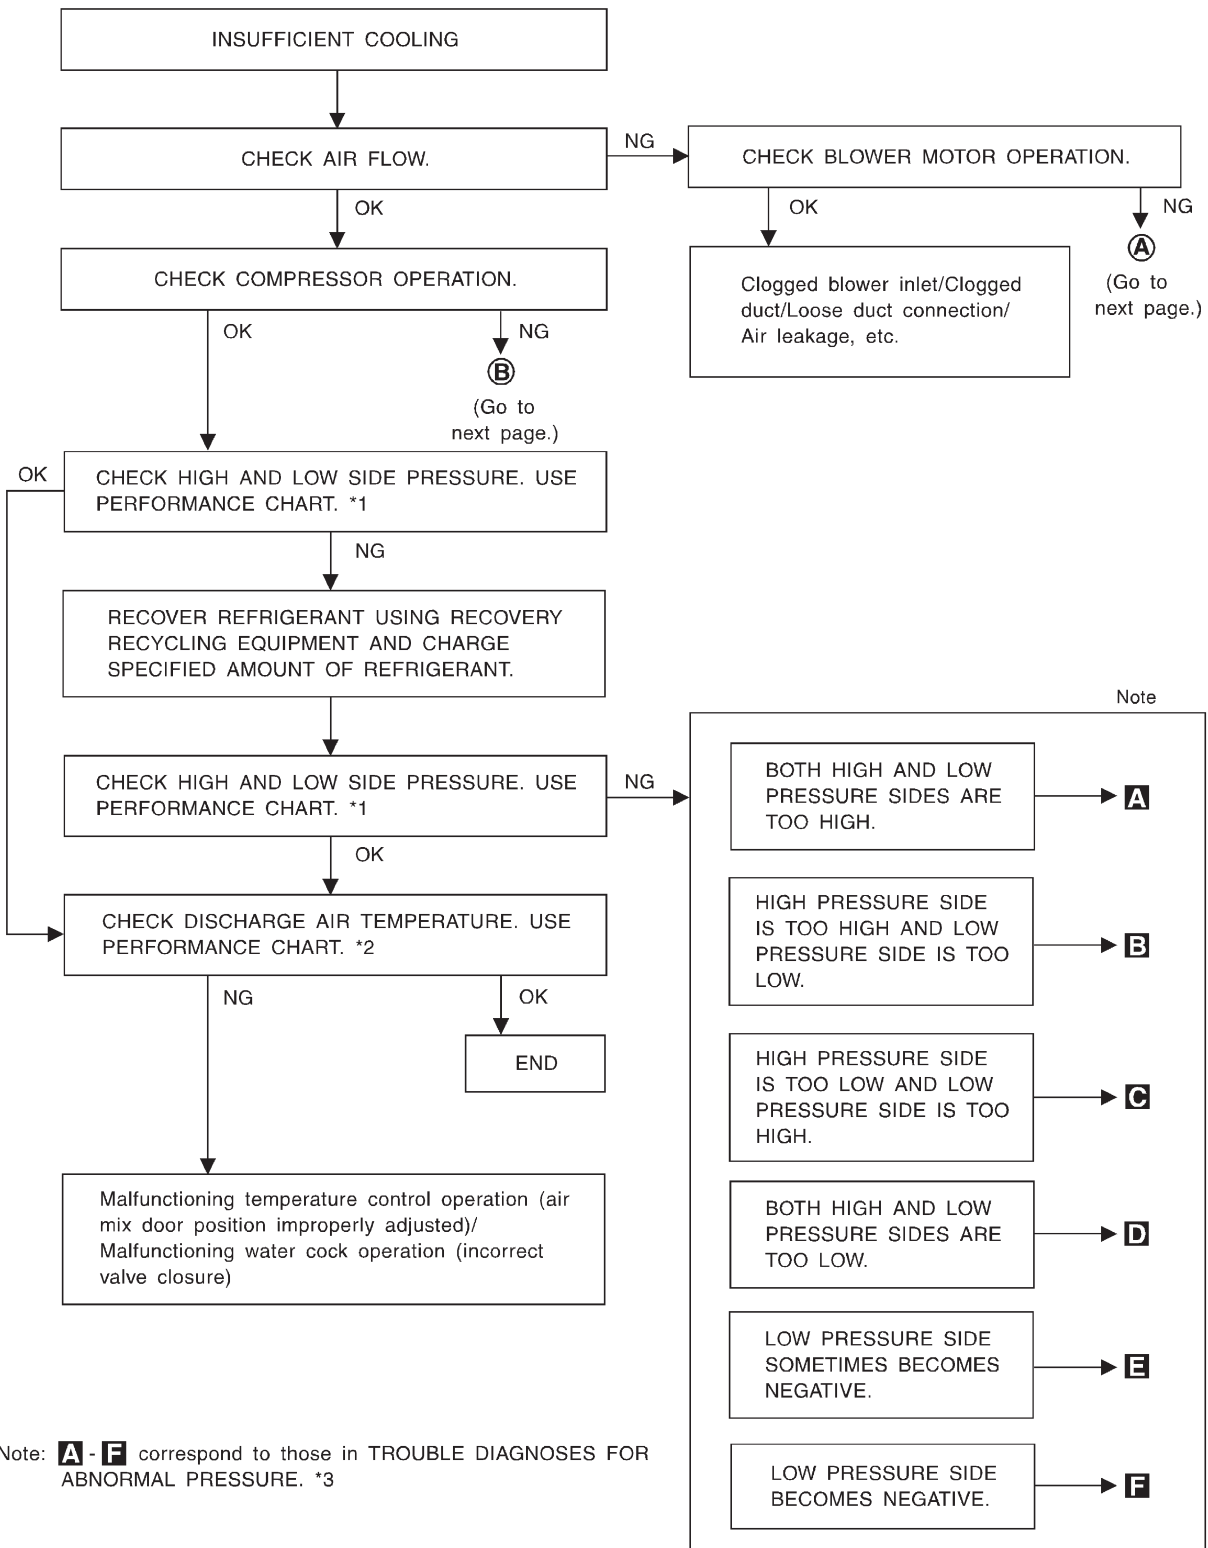 INSUFFICIENT COOLING
CHECK AIR FLOW.
NG
CHECK BLOWER MOTOR OPERATION.
OK
OK
NG
A
(Go to
next page.)
Clogged blower inlet/Clogged
duct/Loose duct connection/
Air leakage, etc.
CHECK COMPRESSOR OPERATION.
OK
NG
B
(Go to
next page.)
OK
CHECK HIGH AND LOW SIDE PRESSURE. USE
PERFORMANCE CHART. *1
NG
RECOVER REFRIGERANT USING RECOVERY
RECYCLING EQUIPMENT AND CHARGE
SPECIFIED AMOUNT OF REFRIGERANT.
CHECK HIGH AND LOW SIDE PRESSURE. USE
PERFORMANCE CHART. *1
NG
OK
CHECK DISCHARGE AIR TEMPERATURE. USE
PERFORMANCE CHART. *2
NG
OK
END
Malfunctioning temperature control operation (air
mix door position improperly adjusted)/
Malfunctioning water cock operation (incorrect
valve closure)
Note
BOTH HIGH AND LOW
PRESSURE SIDES ARE
TOO HIGH.
A
HIGH PRESSURE SIDE
IS TOO HIGH AND LOW
PRESSURE SIDE IS TOO
LOW.
B
HIGH PRESSURE SIDE
IS TOO LOW AND LOW
PRESSURE SIDE IS TOO
HIGH.
C
BOTH HIGH AND LOW
PRESSURE SIDES ARE
TOO LOW.
D
LOW PRESSURE SIDE
SOMETIMES BECOMES
NEGATIVE.
E
LOW PRESSURE SIDE
BECOMES NEGATIVE.
F
Note: A - F correspond to those in TROUBLE DIAGNOSES FOR
ABNORMAL PRESSURE. *3